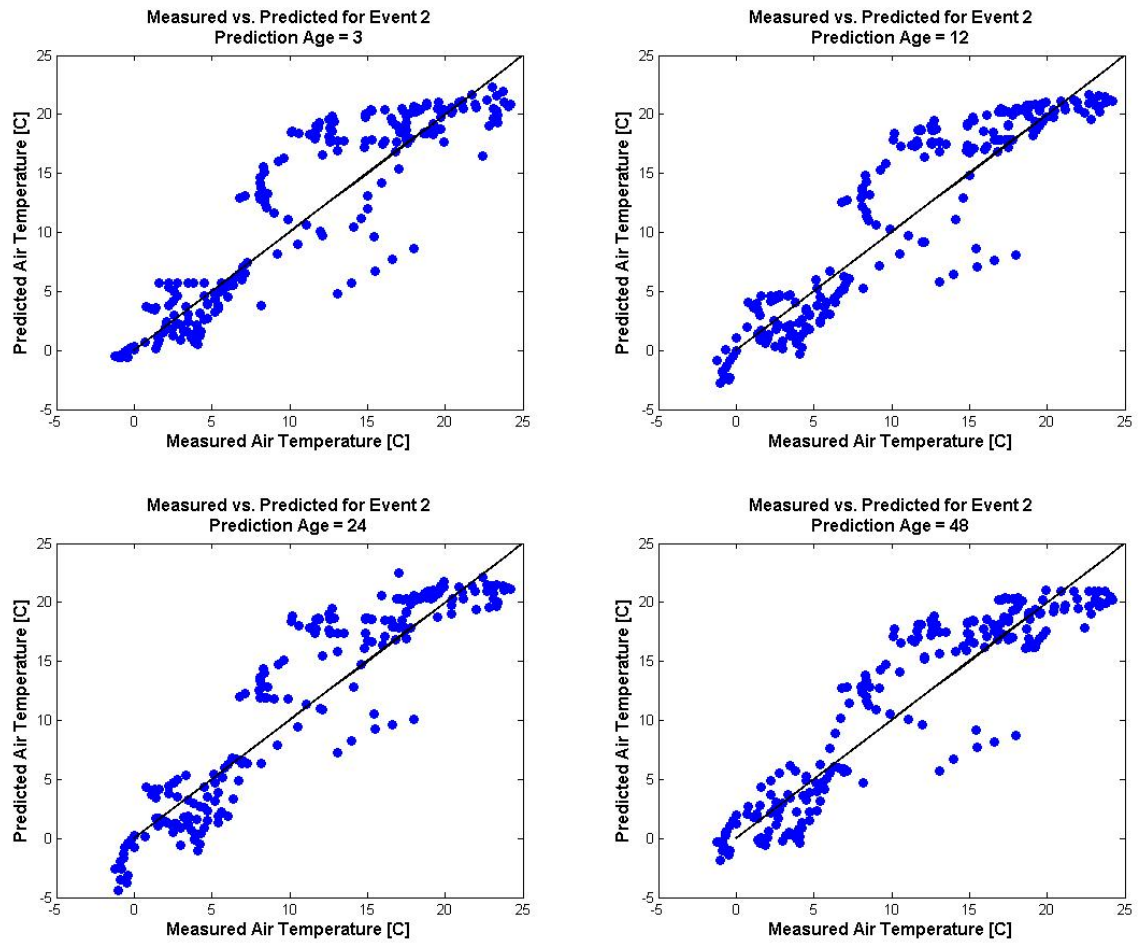 Measured vs. Predicted for Event 2
Prediction Age = 3
25
20
15
10
5
0
-5
-5 0 5 10 15 20 25
Predicted Air Temperature [C]
Measured Air Temperature [C]
Measured vs. Predicted for Event 2
Prediction Age = 12
25
20
15
10
5
0
-5
-5 0 5 10 15 20 25
Predicted Air Temperature [C]
Measured Air Temperature [C]
Measured vs. Predicted for Event 2
Prediction Age = 24
25
20
15
10
5
0
-5
-5 0 5 10 15 20 25
Predicted Air Temperature [C]
Measured Air Temperature [C]
Measured vs. Predicted for Event 2
Prediction Age = 48
25
20
15
10
5
0
-5
-5 0 5 10 15 20 25
Predicted Air Temperature [C]
Measured Air Temperature [C]